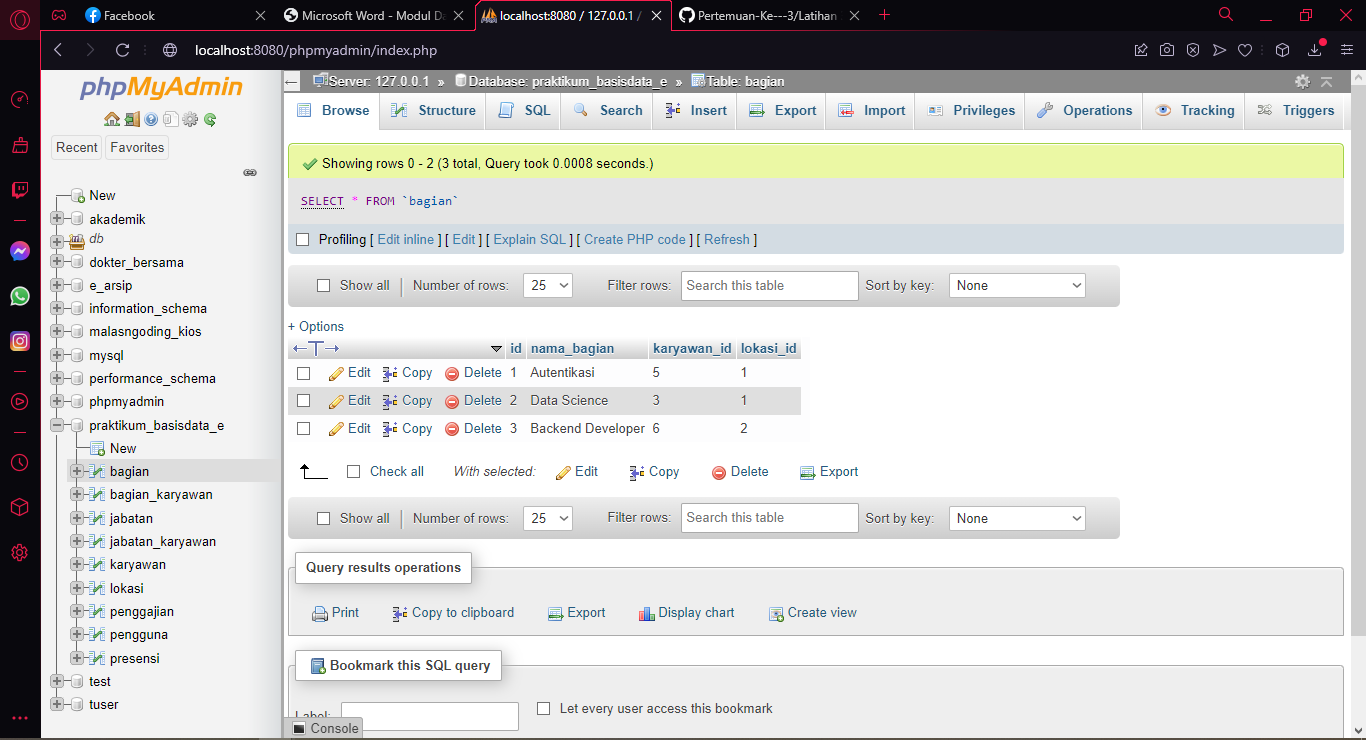 Facebook
Microsoft Word - Modul Da
localhost:8080 / 127.0.0.1 /
Pertemuan-Ke---3/Latihan
localhost:8080/phpmyadmin/index.php
phpMyAdmin
Recent
Favorites
New
akademik
db
dokter_bersama
e_arsip
information_schema
malasngoding_kios
mysql
performance_schema
phpmyadmin
praktikum_basisdata_e
New
bagian
bagian_karyawan
jabatan
jabatan_karyawan
karyawan
lokasi
penggajian
pengguna
presensi
test
tuser
Server: 127.0.0.1 » Database: praktikum_basisdata_e » Table: bagian
Browse Structure SQL Search Insert Export Import Privileges Operations Tracking Triggers
Showing rows 0 - 2 (3 total, Query took 0.0008 seconds.)
SELECT * FROM `bagian`
Profiling [ Edit inline ] [ Edit ] [ Explain SQL ] [ Create PHP code ] [ Refresh ]
Show all Number of rows: 25 Filter rows: Search this table Sort by key: None
+ Options
id nama_bagian karyawan_id lokasi_id
Edit Copy Delete 1 Autentikasi 5 1
Edit Copy Delete 2 Data Science 3 1
Edit Copy Delete 3 Backend Developer 6 2
Check all With selected: Edit Copy Delete Export
Show all Number of rows: 25 Filter rows: Search this table Sort by key: None
Query results operations
Print Copy to clipboard Export Display chart Create view
Bookmark this SQL query
Label: Let every user access this bookmark
Console